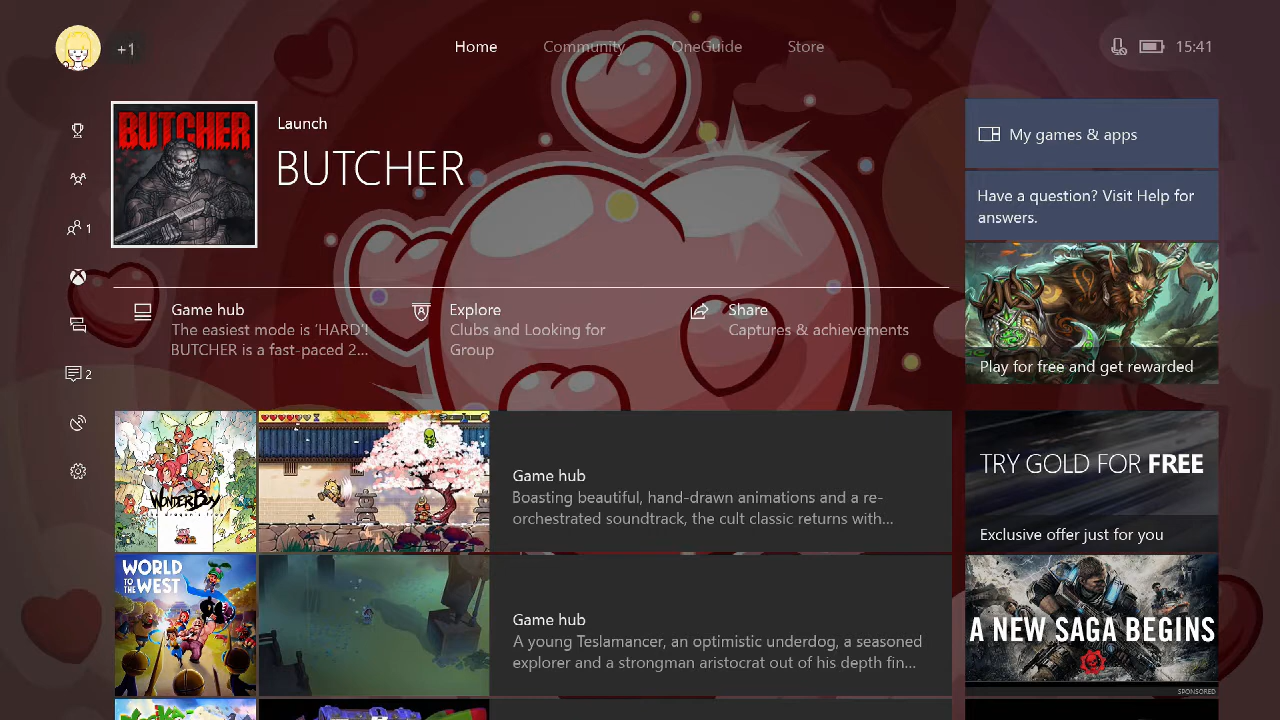 +1
Home
Community
OneGuide
Store
15:41
BUTCHER
Launch
BUTCHER
My games & apps
Have a question? Visit Help for
answers.
1
Game hub
The easiest mode is 'HARD'!
BUTCHER is a fast-paced 2...
Explore
Clubs and Looking for
Group
Share
Captures & achievements
Play for free and get rewarded
2
WONDER BOY
the dragon's trap
Game hub
Boasting beautiful, hand-drawn animations and a re-
orchestrated soundtrack, the cult classic returns with...
TRY GOLD FOR FREE
Exclusive offer just for you
WORLD
TO THE
WEST
Game hub
A young Teslamancer, an optimistic underdog, a seasoned
explorer and a strongman aristocrat out of his depth fin...
A NEW SAGA BEGINS
SPONSORED